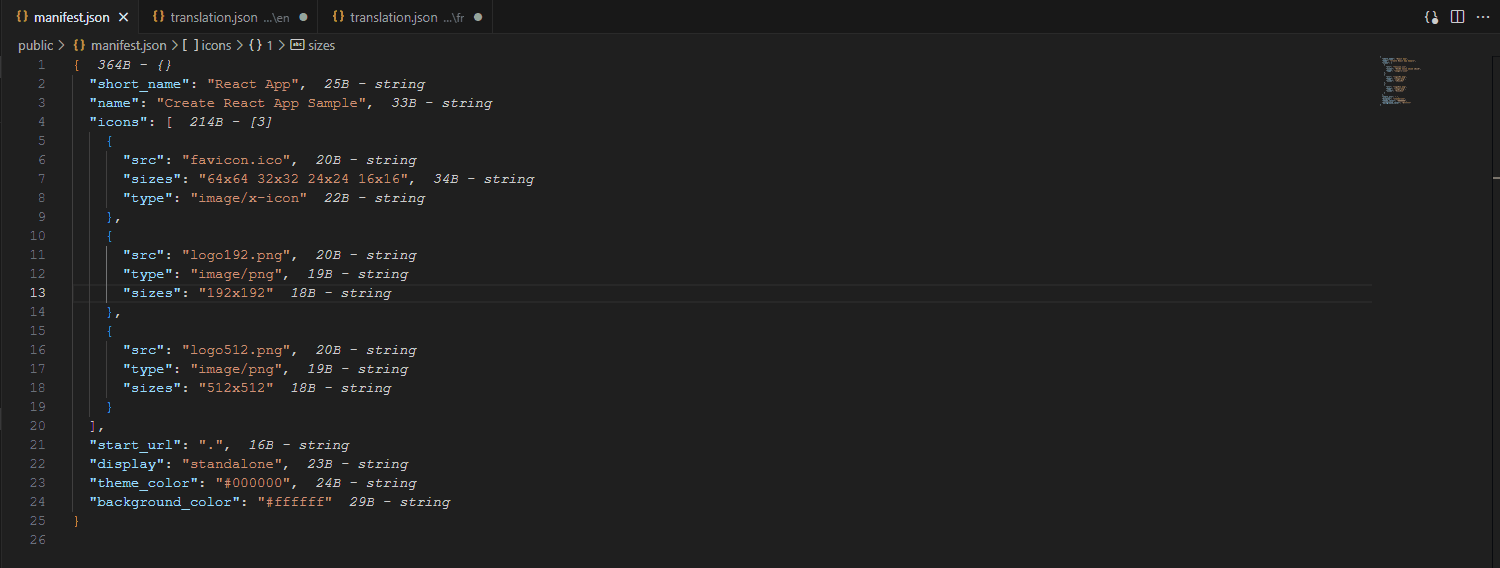 {} manifest.json × {} translation.json ...\en ● {} translation.json ...\fr ●
public > {} manifest.json > [ ] icons > {} 1 > abc sizes
1 { 364B - {}
2 "short_name": "React App", 25B - string
3 "name": "Create React App Sample", 33B - string
4 "icons": [ 214B - [3]
5 {
6 "src": "favicon.ico", 20B - string
7 "sizes": "64x64 32x32 24x24 16x16", 34B - string
8 "type": "image/x-icon" 22B - string
9 },
10 {
11 "src": "logo192.png", 20B - string
12 "type": "image/png", 19B - string
13 "sizes": "192x192" 18B - string
14 },
15 {
16 "src": "logo512.png", 20B - string
17 "type": "image/png", 19B - string
18 "sizes": "512x512" 18B - string
19 }
20 ],
21 "start_url": ".", 16B - string
22 "display": "standalone", 23B - string
23 "theme_color": "#000000", 24B - string
24 "background_color": "#ffffff" 29B - string
25 }
26